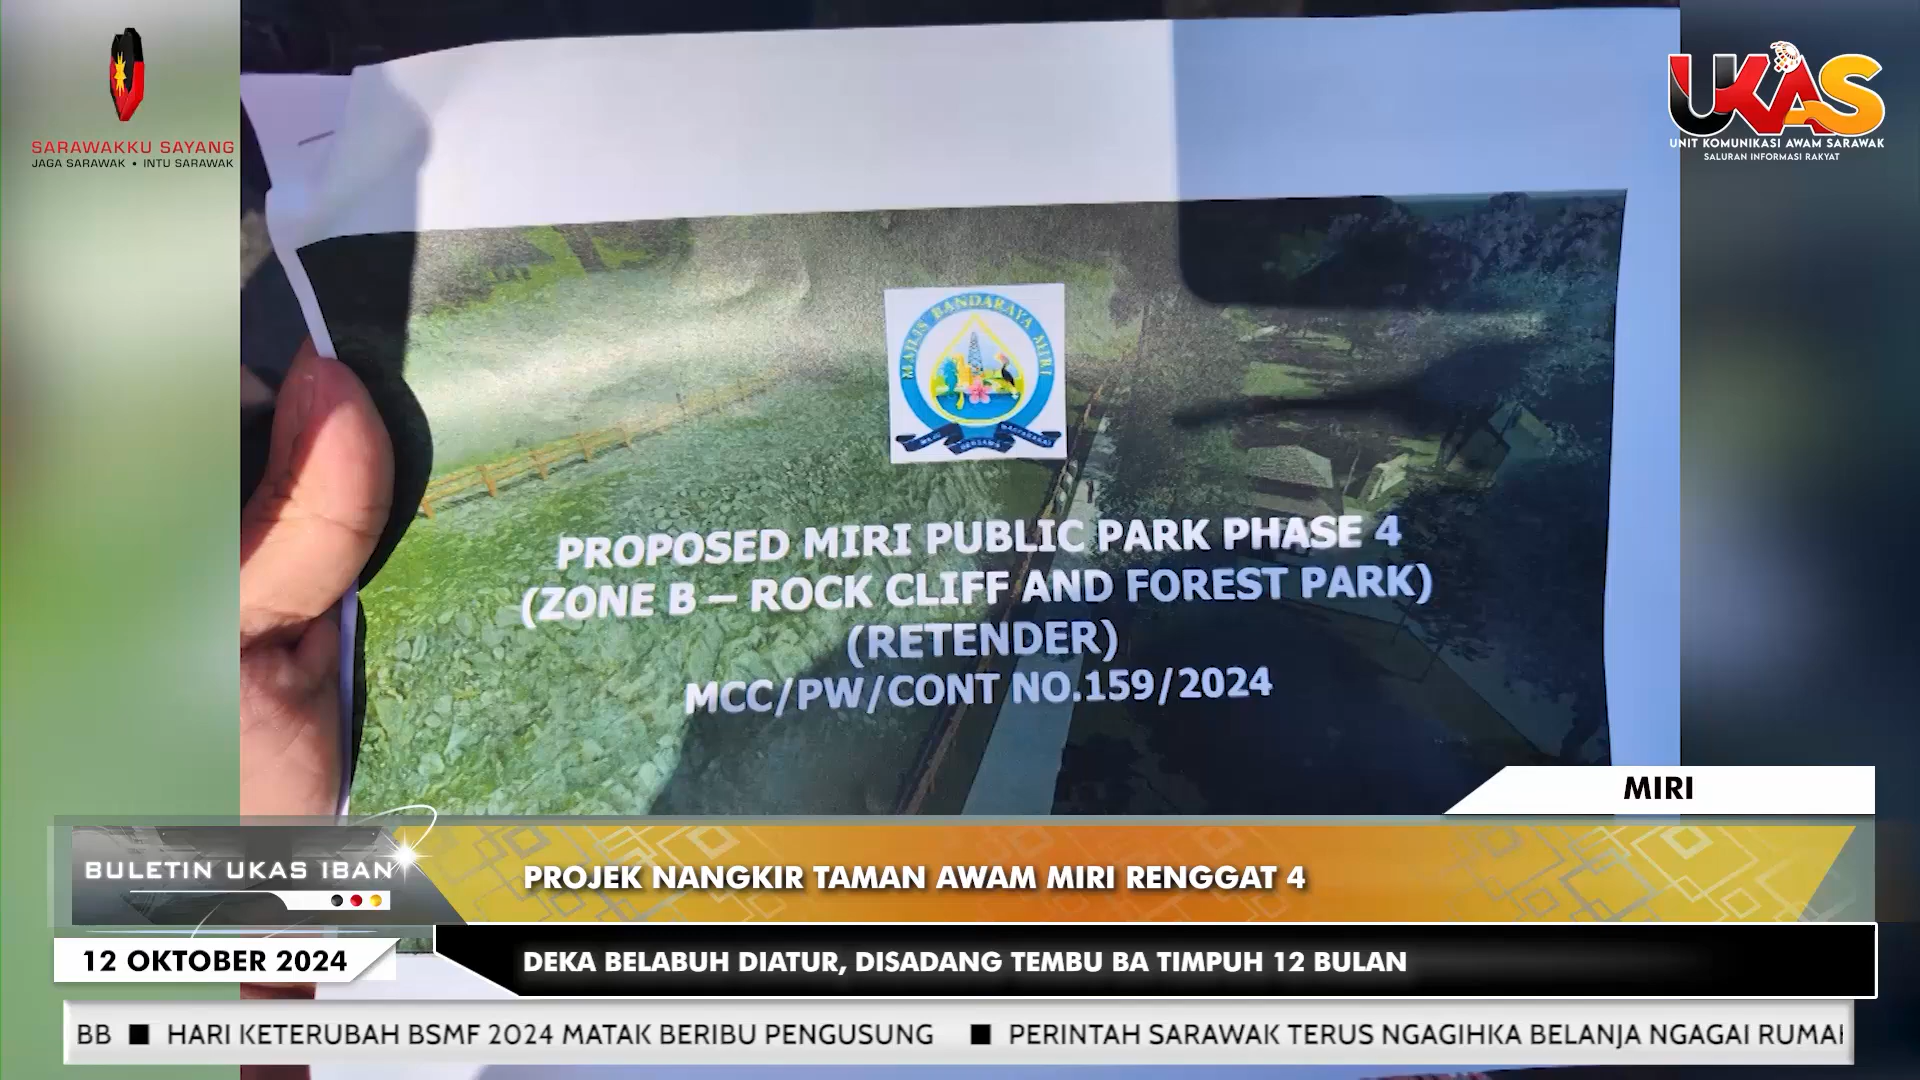 SARAWAKKU SAYANG
JAGA SARAWAK • INTU SARAWAK
UKAS
UNIT KOMUNIKASI AWAM SARAWAK
SALURAN INFORMASI RAKYAT
MAJLIS BANDARAYA MIRI
PROPOSED MIRI PUBLIC PARK PHASE 4
(ZONE B – ROCK CLIFF AND FOREST PARK)
(RETENDER)
MCC/PW/CONT NO.159/2024
MIRI
BULETIN UKAS IBAN
PROJEK NANGKIR TAMAN AWAM MIRI RENGGAT 4
12 OKTOBER 2024
DEKA BELABUH DIATUR, DISADANG TEMBU BA TIMPUH 12 BULAN
BB ■ HARI KETERUBAH BSMF 2024 MATAK BERIBU PENGUSUNG ■ PERINTAH SARAWAK TERUS NGAGIHKA BELANJA NGAGAI